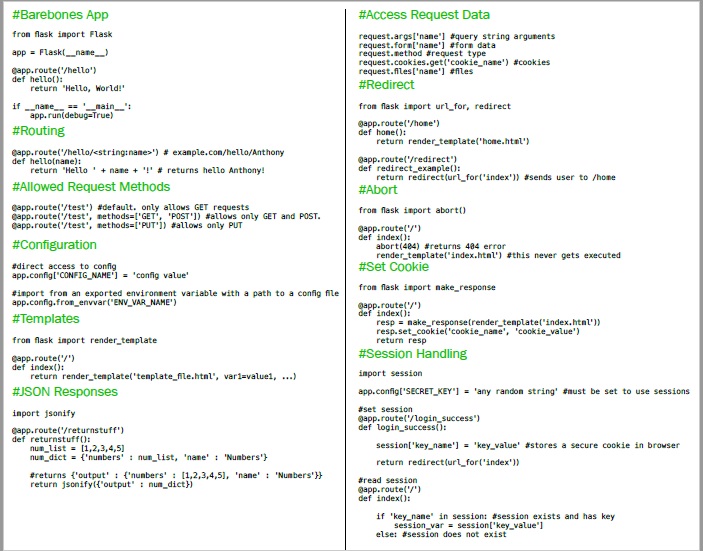 #Barebones App
from flask import Flask
app = Flask(__name__)
@app.route('/hello')
def hello():
    return 'Hello, World!'
if __name__ == '__main__':
    app.run(debug=True)
#Routing
@app.route('/hello/<string:name>') # example.com/hello/Anthony
def hello(name):
    return 'Hello ' + name + '!' # returns hello Anthony!
#Allowed Request Methods
@app.route('/test') #default. only allows GET requests
@app.route('/test', methods=['GET', 'POST']) #allows only GET and POST.
@app.route('/test', methods=['PUT']) #allows only PUT
#Configuration
#direct access to config
app.config['CONFIG_NAME'] = 'config value'
#import from an exported environment variable with a path to a config file
app.config.from_envvar('ENV_VAR_NAME')
#Templates
from flask import render_template
@app.route('/')
def index():
    return render_template('template_file.html', var1=value1, ...)
#JSON Responses
import jsonify
@app.route('/returnstuff')
def returnstuff():
    num_list = [1,2,3,4,5]
    num_dict = {'numbers' : num_list, 'name' : 'Numbers'}
    #returns {'output' : {'numbers' : [1,2,3,4,5], 'name' : 'Numbers'}}
    return jsonify({'output' : num_dict})
#Access Request Data
request.args['name'] #query string arguments
request.form['name'] #form data
request.method #request type
request.cookies.get('cookie_name') #cookies
request.files['name'] #files
#Redirect
from flask import url_for, redirect
@app.route('/home')
def home():
    return render_template('home.html')
@app.route('/redirect')
def redirect_example():
    return redirect(url_for('index')) #sends user to /home
#Abort
from flask import abort()
@app.route('/')
def index():
    abort(404) #returns 404 error
    render_template('index.html') #this never gets executed
#Set Cookie
from flask import make_response
@app.route('/')
def index():
    resp = make_response(render_template('index.html'))
    resp.set_cookie('cookie_name', 'cookie_value')
    return resp
#Session Handling
import session
app.config['SECRET_KEY'] = 'any random string' #must be set to use sessions
#set session
@app.route('/login_success')
def login_success():
    session['key_name'] = 'key_value' #stores a secure cookie in browser
    return redirect(url_for('index'))
#read session
@app.route('/')
def index():
    if 'key_name' in session: #session exists and has key
        session_var = session['key_value']
    else: #session does not exist